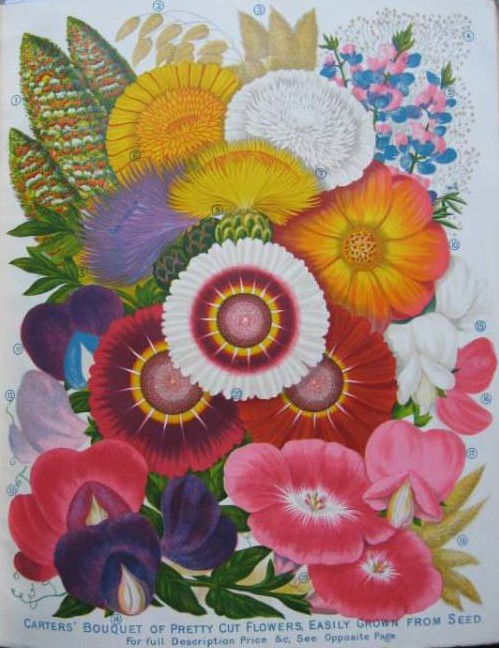 CARTERS' BOUQUET OF PRETTY CUT FLOWERS, EASILY GROWN FROM SEED.
For full Description Price &c, See Opposite Page